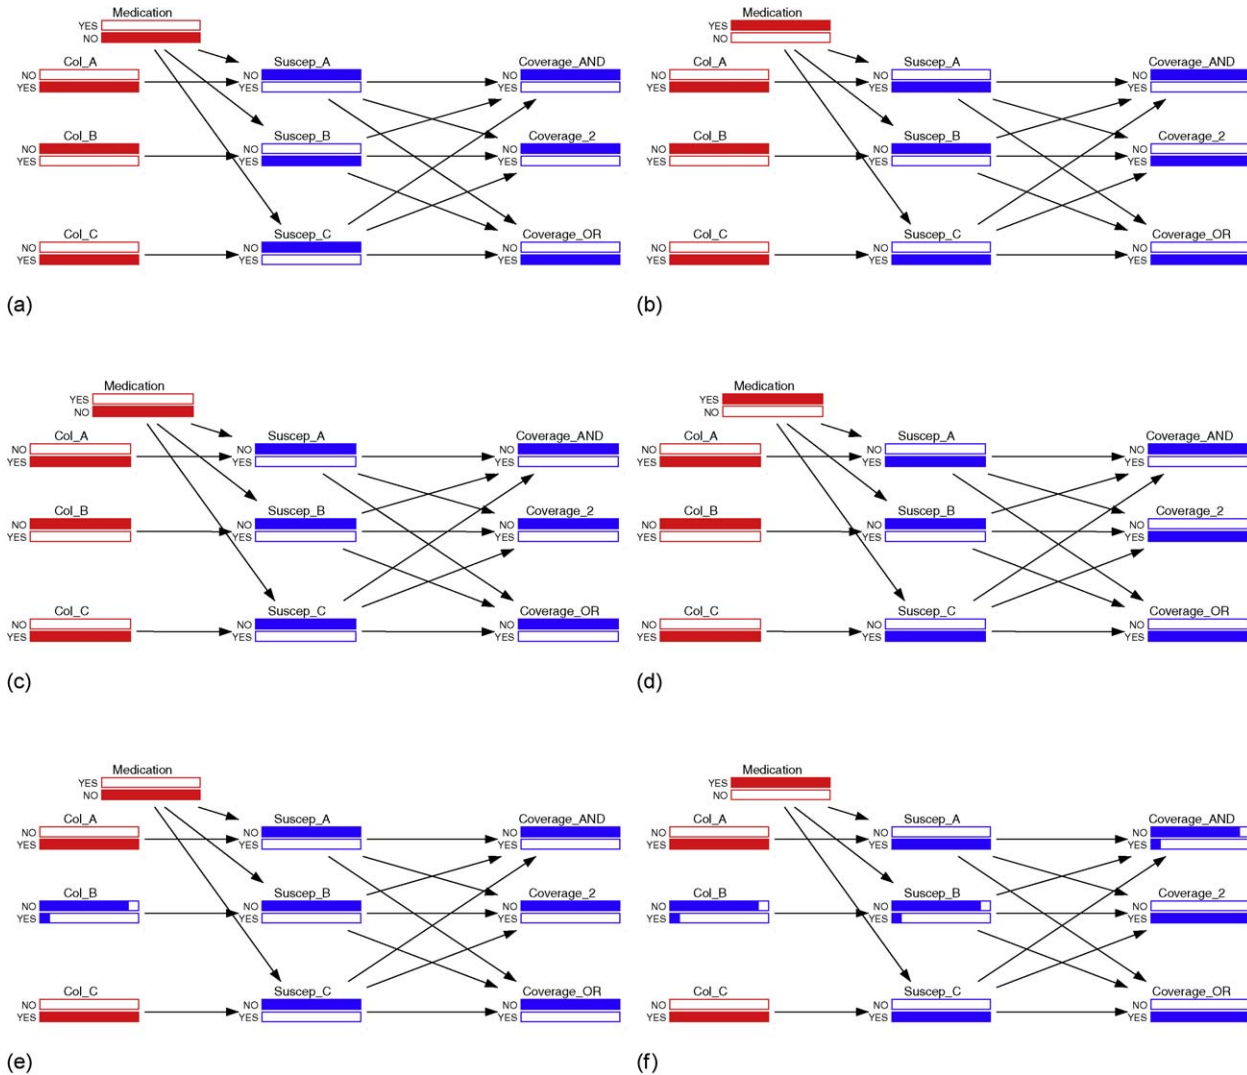 Medication
YES
NO
Col_A
NO
YES
Suscep_A
NO
YES
Coverage_AND
NO
YES
Col_B
NO
YES
Suscep_B
NO
YES
Coverage_2
NO
YES
Col_C
NO
YES
Suscep_C
NO
YES
Coverage_OR
NO
YES
(a)
Medication
YES
NO
Col_A
NO
YES
Suscep_A
NO
YES
Coverage_AND
NO
YES
Col_B
NO
YES
Suscep_B
NO
YES
Coverage_2
NO
YES
Col_C
NO
YES
Suscep_C
NO
YES
Coverage_OR
NO
YES
(b)
Medication
YES
NO
Col_A
NO
YES
Suscep_A
NO
YES
Coverage_AND
NO
YES
Col_B
NO
YES
Suscep_B
NO
YES
Coverage_2
NO
YES
Col_C
NO
YES
Suscep_C
NO
YES
Coverage_OR
NO
YES
(c)
Medication
YES
NO
Col_A
NO
YES
Suscep_A
NO
YES
Coverage_AND
NO
YES
Col_B
NO
YES
Suscep_B
NO
YES
Coverage_2
NO
YES
Col_C
NO
YES
Suscep_C
NO
YES
Coverage_OR
NO
YES
(d)
Medication
YES
NO
Col_A
NO
YES
Suscep_A
NO
YES
Coverage_AND
NO
YES
Col_B
NO
YES
Suscep_B
NO
YES
Coverage_2
NO
YES
Col_C
NO
YES
Suscep_C
NO
YES
Coverage_OR
NO
YES
(e)
Medication
YES
NO
Col_A
NO
YES
Suscep_A
NO
YES
Coverage_AND
NO
YES
Col_B
NO
YES
Suscep_B
NO
YES
Coverage_2
NO
YES
Col_C
NO
YES
Suscep_C
NO
YES
Coverage_OR
NO
YES
(f)